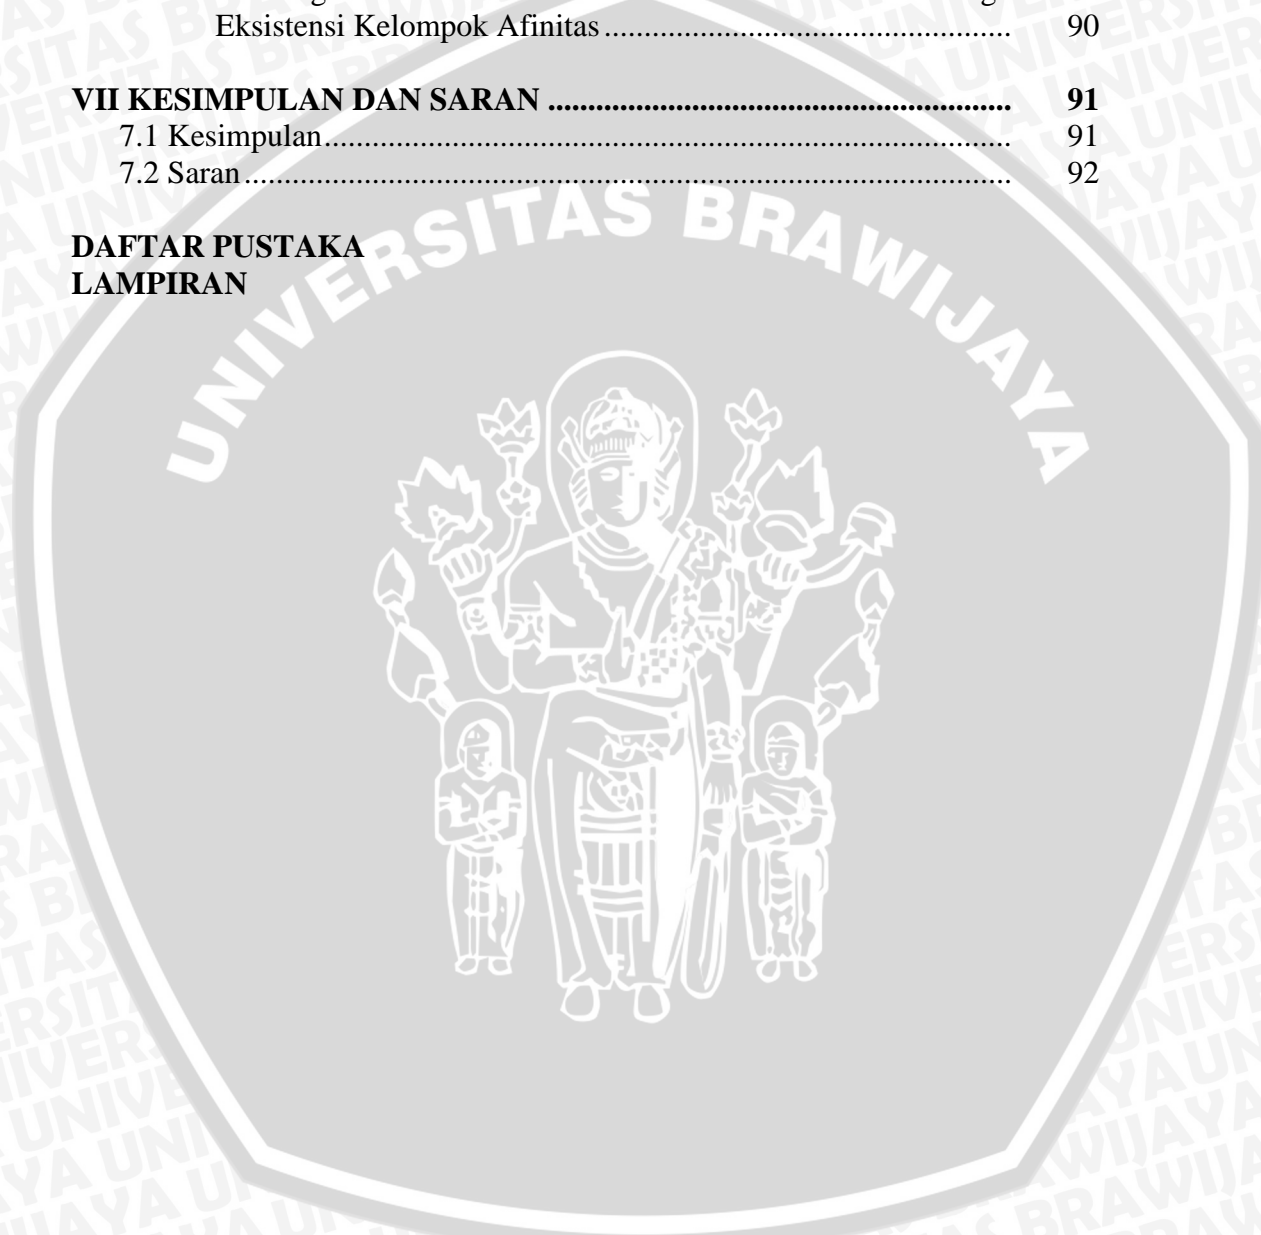 Eksistensi Kelompok Afinitas ................................................... 90
VII KESIMPULAN DAN SARAN .......................................................... 91
7.1 Kesimpulan...................................................................................... 91
7.2 Saran ................................................................................................ 92
DAFTAR PUSTAKA
LAMPIRAN
UNIVERSITAS BRAWIJAYA